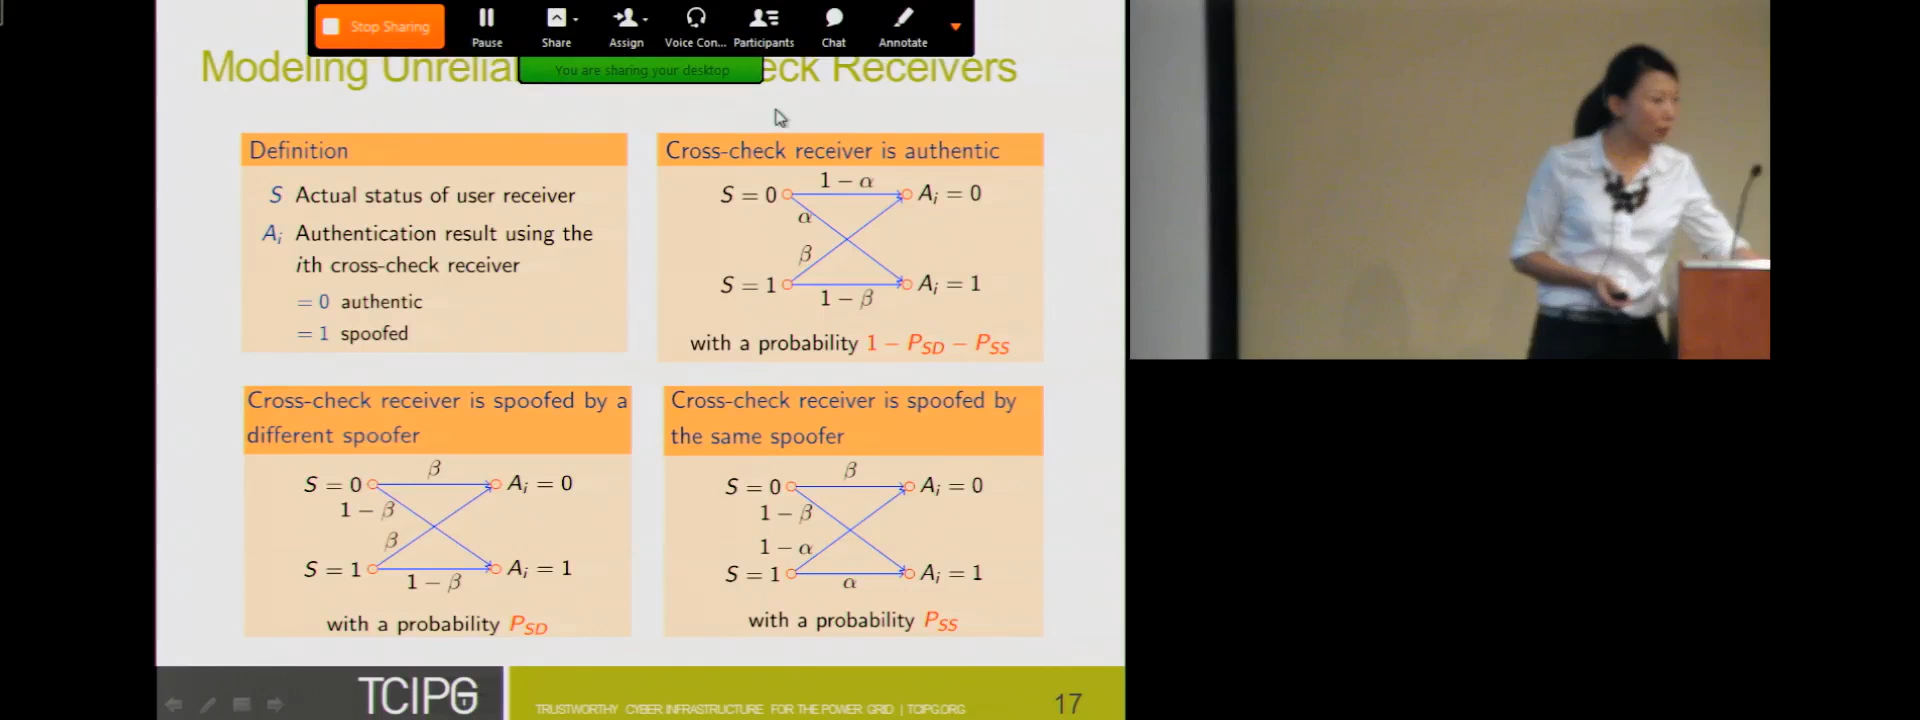 Stop Sharing
Pause
Share
Assign
Voice Con...
Participants
Chat
Annotate
You are sharing your desktop
Modeling Receivers
Definition
S Actual status of user receiver
Aᵢ Authentication result using the
ith cross-check receiver
= 0 authentic
= 1 spoofed
Cross-check receiver is authentic
S = 0 1 − α Aᵢ = 0
α
β
S = 1 1 − β Aᵢ = 1
with a probability 1 − P_SD − P_SS
Cross-check receiver is spoofed by a
different spoofer
β
S = 0 Aᵢ = 0
1 − β
β
S = 1 Aᵢ = 1
1 − β
with a probability P_SD
Cross-check receiver is spoofed by
the same spoofer
β
S = 0 Aᵢ = 0
1 − β
1 − α
S = 1 Aᵢ = 1
α
with a probability P_SS
TCIPG
TRUSTWORTHY CYBER INFRASTRUCTURE FOR THE POWER GRID | TCIPG.ORG
17